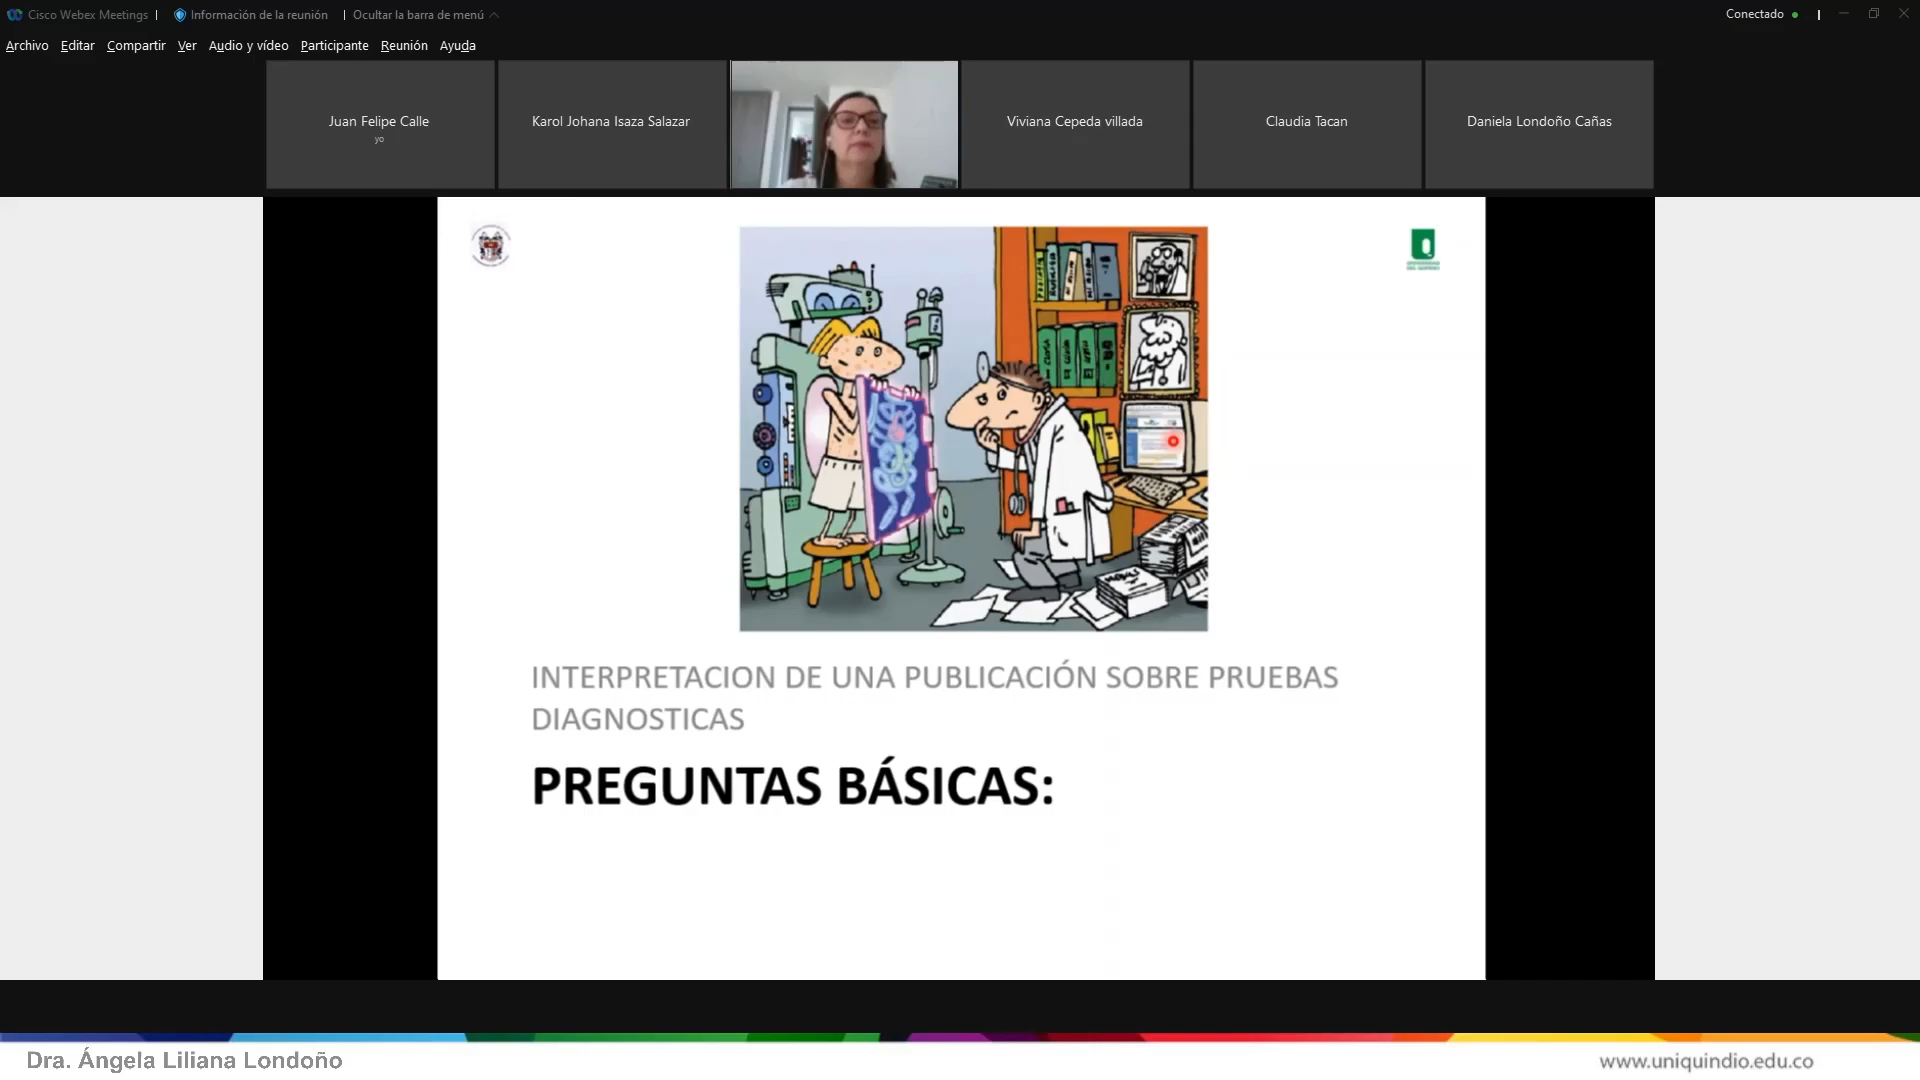 Cisco Webex Meetings | Información de la reunión | Ocultar la barra de menú
Conectado
Archivo Editar Compartir Ver Audio y vídeo Participante Reunión Ayuda
Juan Felipe Calle
yo
Karol Johana Isaza Salazar
Viviana Cepeda villada
Claudia Tacan
Daniela Londoño Cañas
INTERPRETACION DE UNA PUBLICACIÓN SOBRE PRUEBAS
DIAGNOSTICAS
PREGUNTAS BÁSICAS:
Dra. Ángela Liliana Londoño
www.uniquindio.edu.co